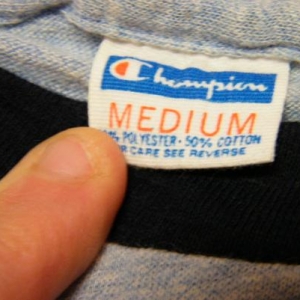 Champion
MEDIUM
% POLYESTER · 50% COTTON
CARE SEE REVERSE